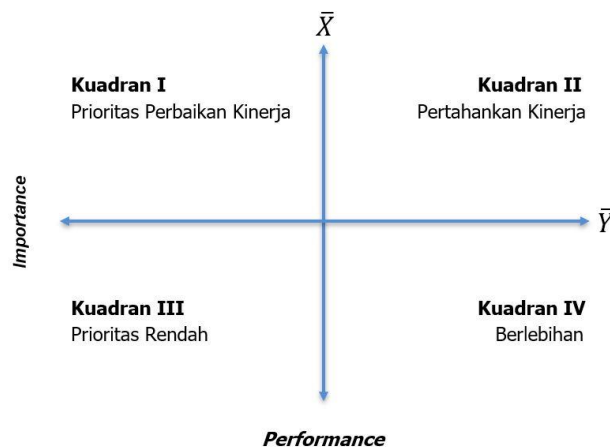 X̄
Kuadran I
Prioritas Perbaikan Kinerja
Kuadran II
Pertahankan Kinerja
Importance
Ȳ
Kuadran III
Prioritas Rendah
Kuadran IV
Berlebihan
Performance